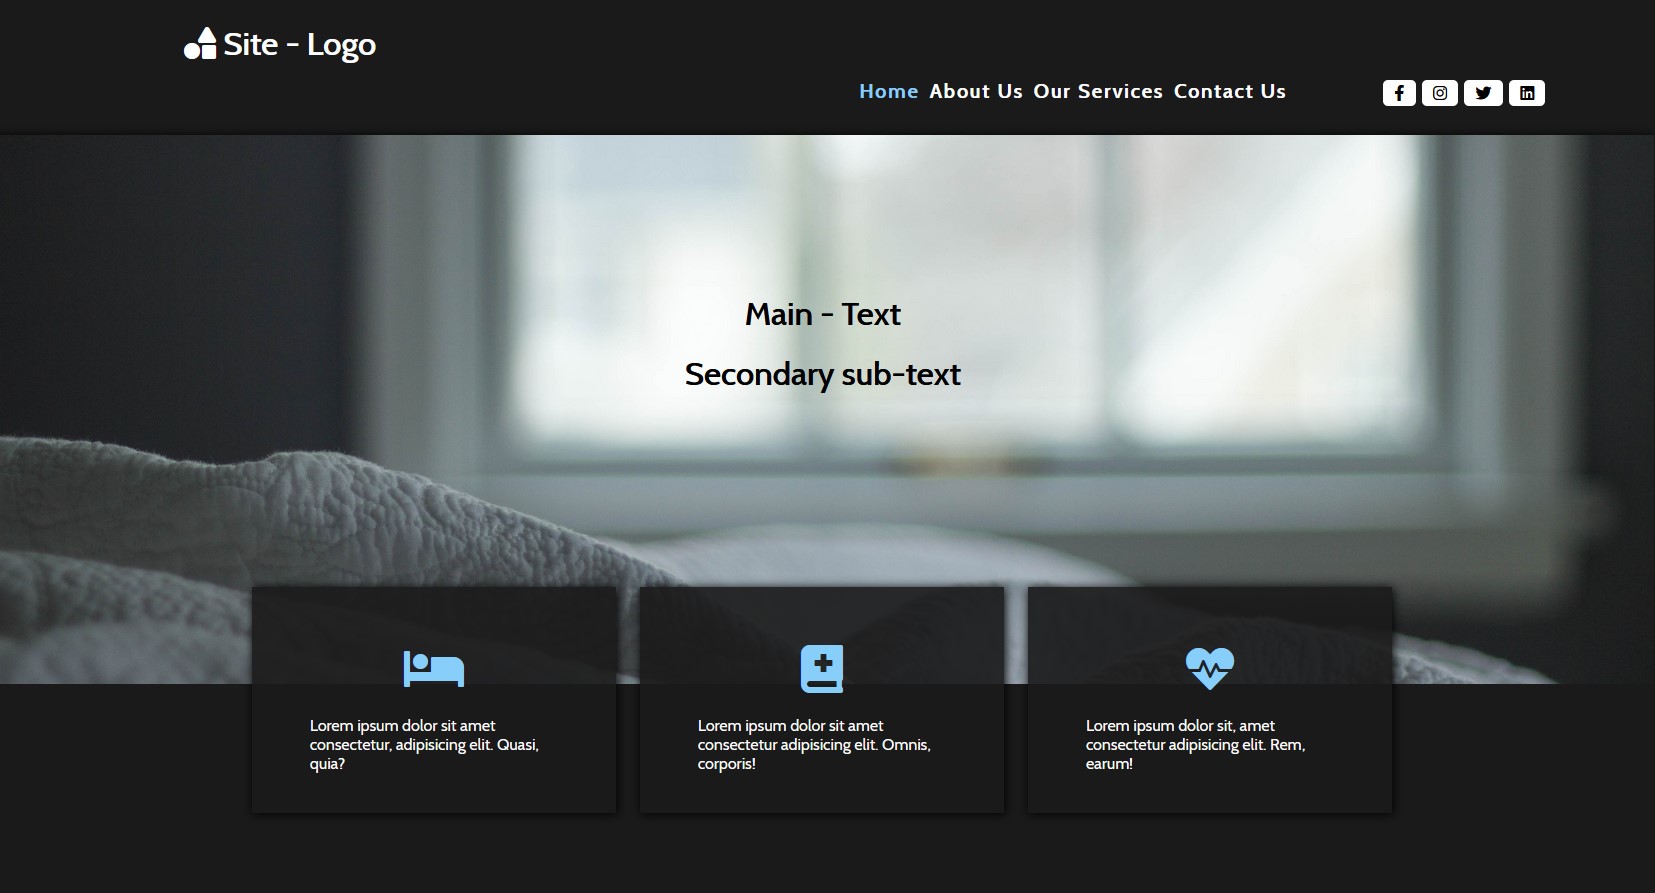 Site - Logo
Home About Us Our Services Contact Us
Main - Text
Secondary sub-text
Lorem ipsum dolor sit amet
consectetur, adipisicing elit. Quasi,
quia?
Lorem ipsum dolor sit amet
consectetur adipisicing elit. Omnis,
corporis!
Lorem ipsum dolor sit, amet
consectetur adipisicing elit. Rem,
earum!